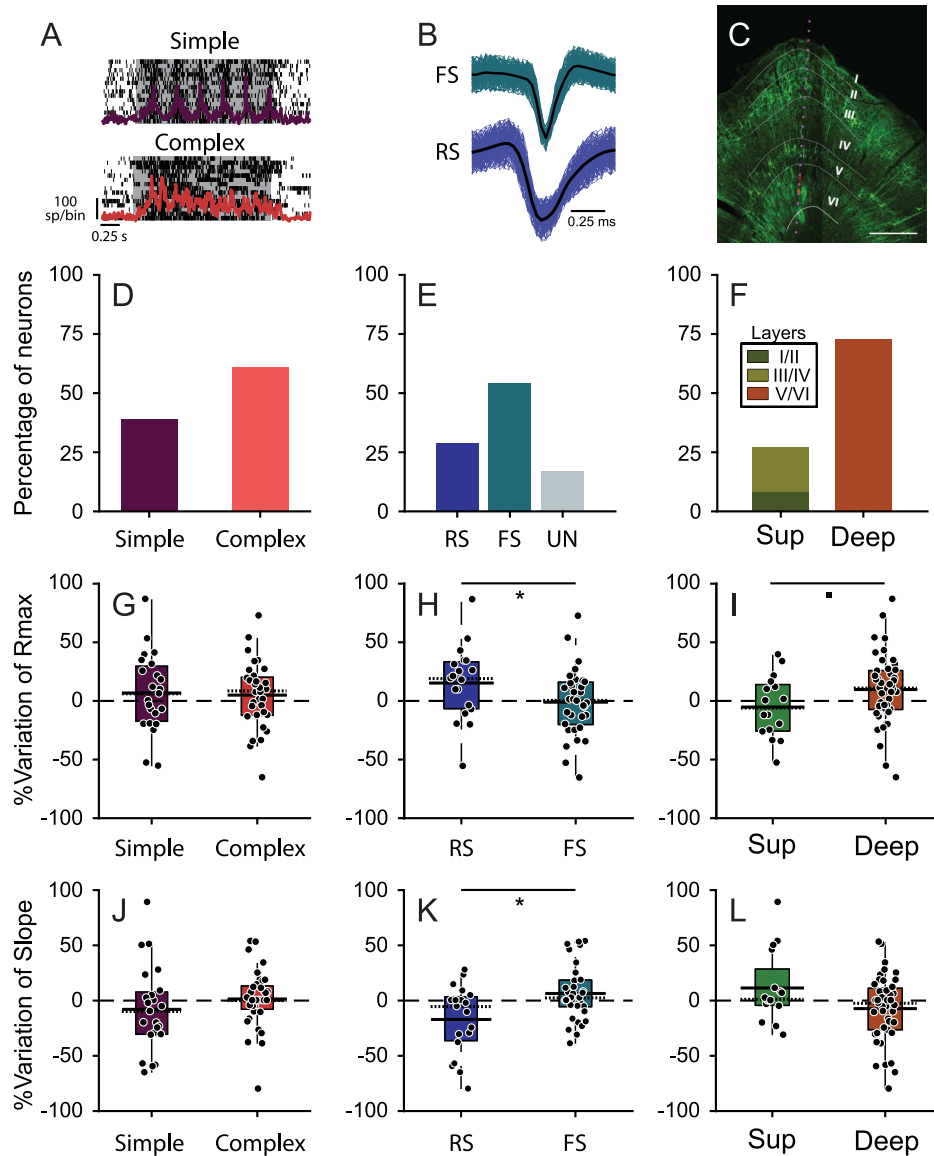 A
Simple
Complex
100
sp/bin
0.25 s
B
FS
RS
0.25 ms
C
I
II
III
IV
V
VI
Percentage of neurons
100
75
50
25
0
D
Simple
Complex
100
75
50
25
0
E
RS
FS
UN
100
75
50
25
0
F
Layers
I/II
III/IV
V/VI
Sup
Deep
%Variation of Rmax
100
50
0
-50
-100
G
Simple
Complex
100
50
0
-50
-100
H
*
RS
FS
100
50
0
-50
-100
I
Sup
Deep
%Variation of Slope
100
50
0
-50
-100
J
Simple
Complex
100
50
0
-50
-100
K
*
RS
FS
100
50
0
-50
-100
L
Sup
Deep